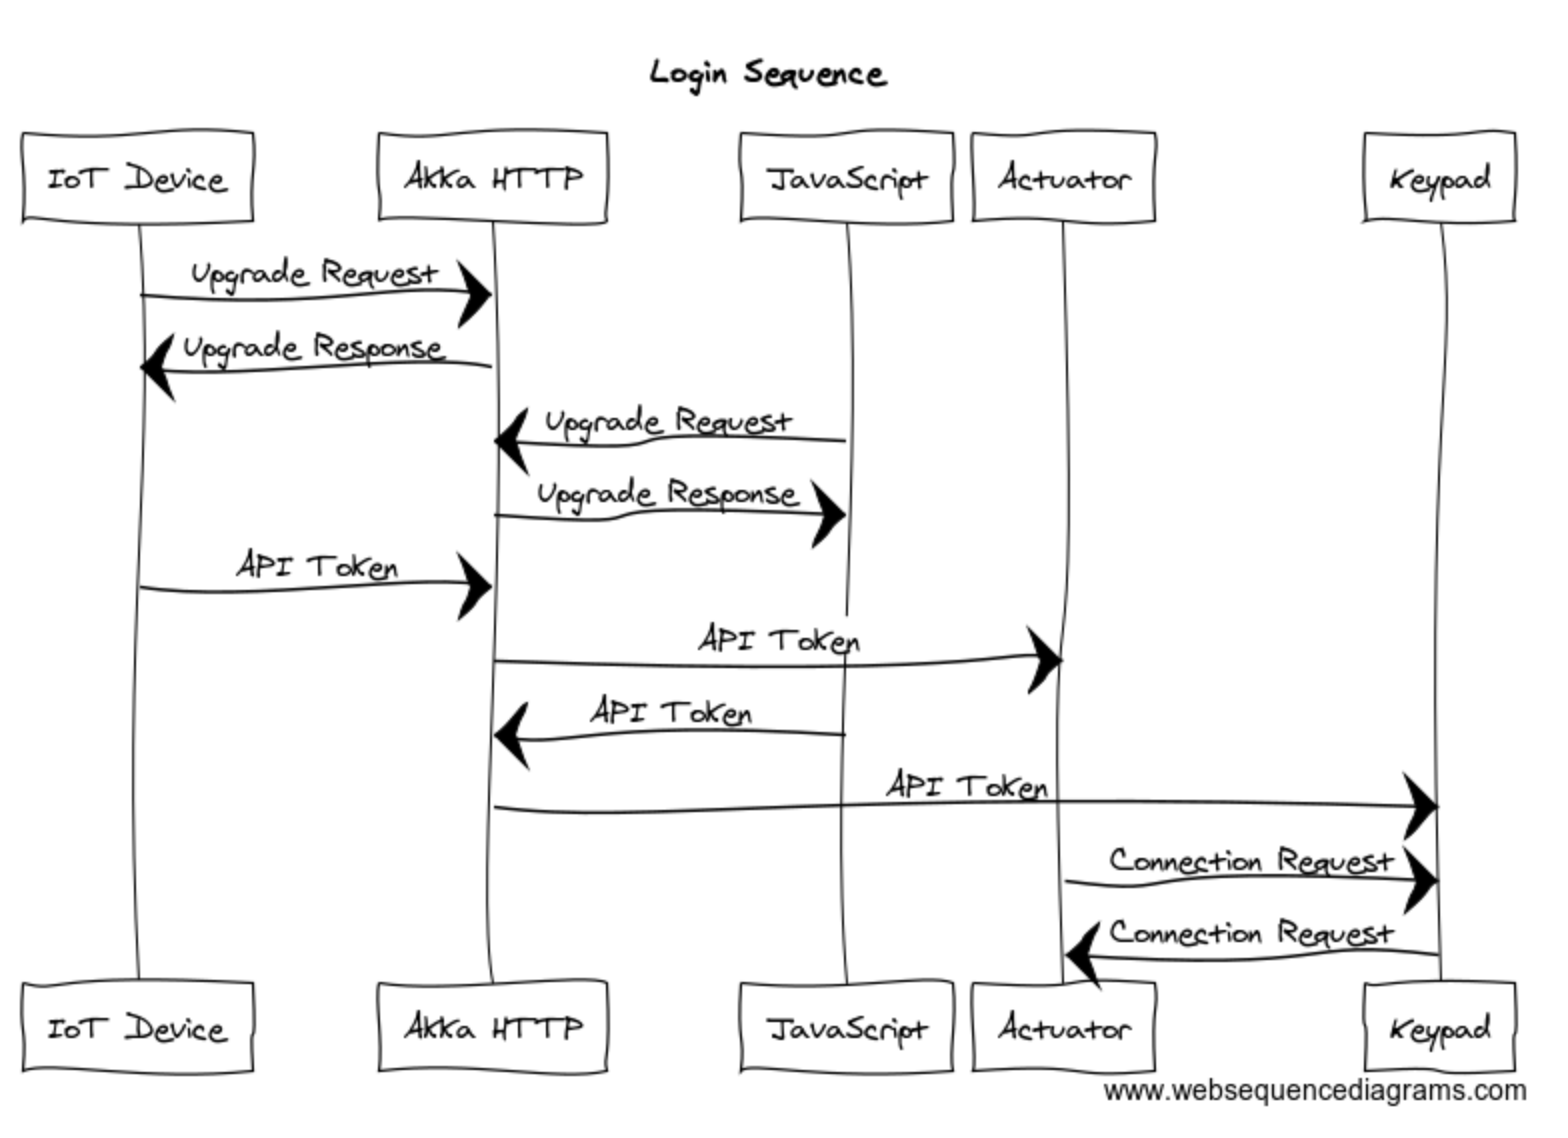 Login Sequence
IoT Device
Akka HTTP
JavaScript
Actuator
Keypad
Upgrade Request
Upgrade Response
Upgrade Request
Upgrade Response
API Token
API Token
API Token
API Token
Connection Request
Connection Request
IoT Device
Akka HTTP
JavaScript
Actuator
Keypad
www.websequencediagrams.com